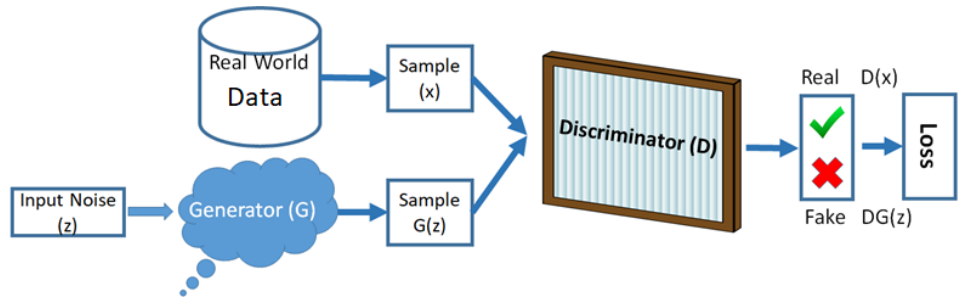 Real World
Data
Sample
(x)
Input Noise
(z)
Generator (G)
Sample
G(z)
Discriminator (D)
Real D(x)
Fake DG(z)
Loss